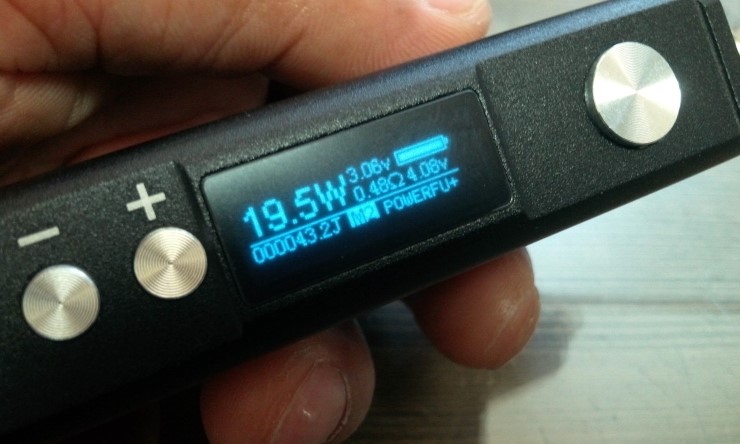 19.5W 3.06v
0.48Ω 4.08v
000043.2J M2 POWERFU+
− +